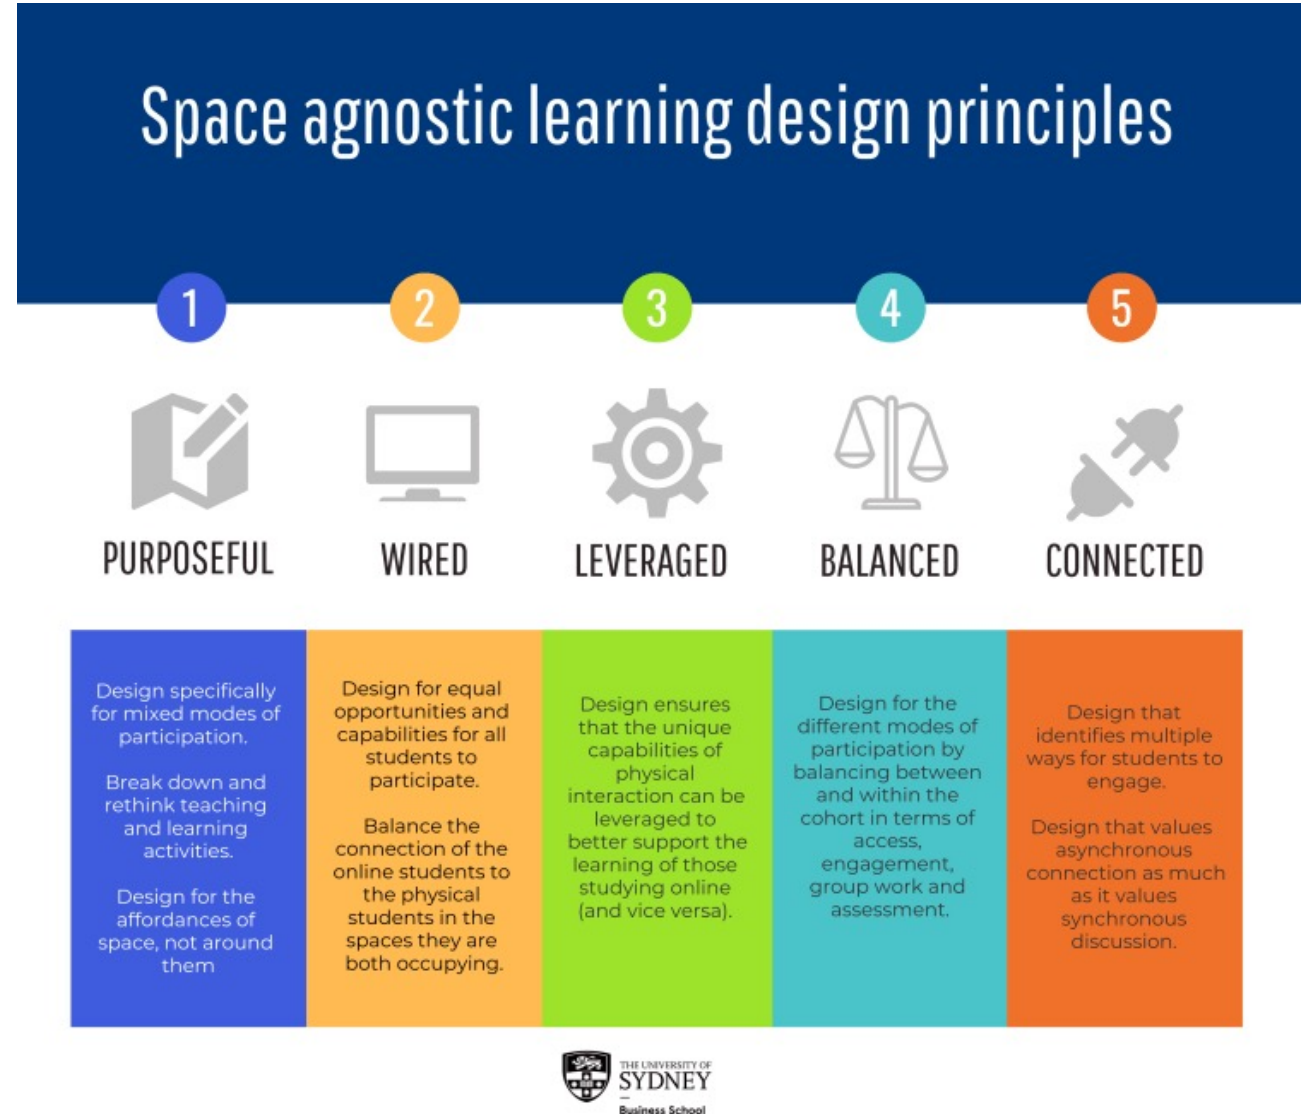 Space agnostic learning design principles
1
2
3
4
5
PURPOSEFUL
WIRED
LEVERAGED
BALANCED
CONNECTED
Design specifically
for mixed modes of
participation.
Break down and
rethink teaching
and learning
activities.
Design for the
affordances of
space, not around
them
Design for equal
opportunities and
capabilities for all
students to
participate.
Balance the
connection of the
online students to
the physical
students in the
spaces they are
both occupying.
Design ensures
that the unique
capabilities of
physical
interaction can be
leveraged to
better support the
learning of those
studying online
(and vice versa).
Design for the
different modes of
participation by
balancing between
and within the
cohort in terms of
access,
engagement,
group work and
assessment.
Design that
identifies multiple
ways for students to
engage.
Design that values
asynchronous
connection as much
as it values
synchronous
discussion.
THE UNIVERSITY OF
SYDNEY
Business School